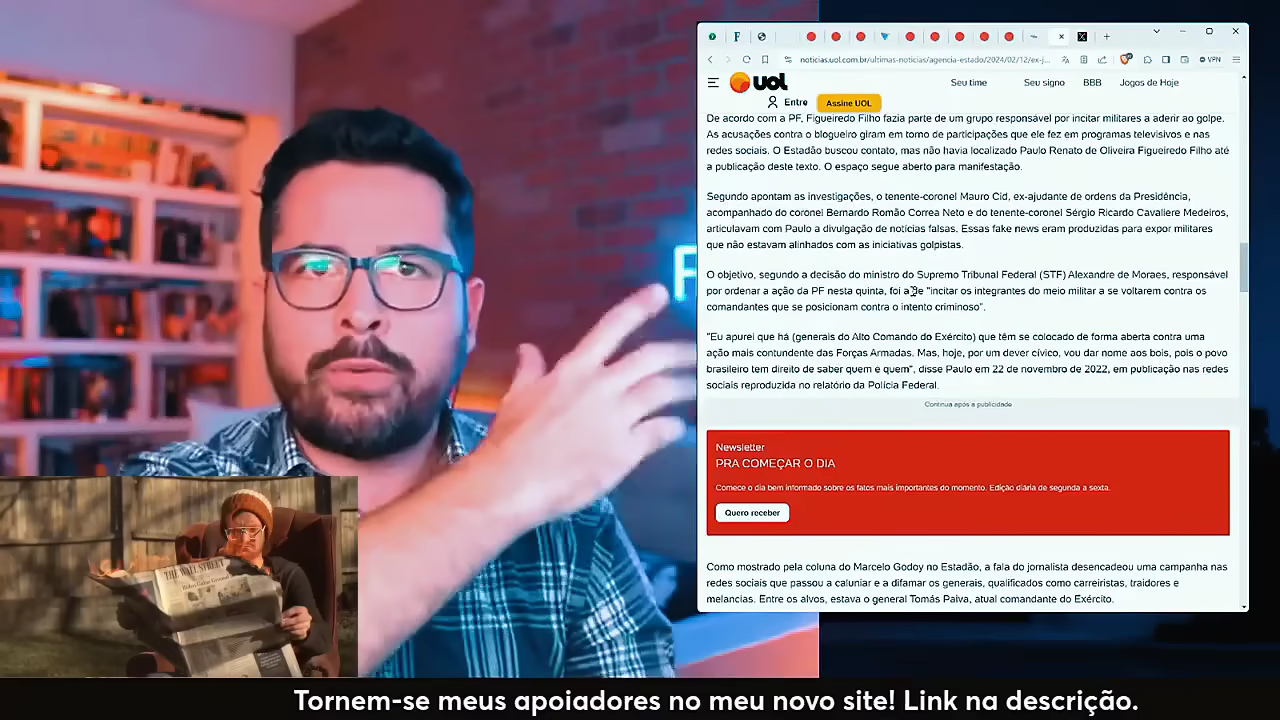 noticias.uol.com.br/ultimas-noticias/agencia-estado/2024/02/12/ex-j...
VPN
UOL
Seu time
Seu signo
BBB
Jogos de Hoje
Entre
Assine UOL
De acordo com a PF, Figueiredo Filho fazia parte de um grupo responsável por incitar militares a aderir ao golpe.
As acusações contra o blogueiro giram em torno de participações que ele fez em programas televisivos e nas
redes sociais. O Estadão buscou contato, mas não havia localizado Paulo Renato de Oliveira Figueiredo Filho até
a publicação deste texto. O espaço segue aberto para manifestação.
Segundo apontam as investigações, o tenente-coronel Mauro Cid, ex-ajudante de ordens da Presidência,
acompanhado do coronel Bernardo Romão Correa Neto e do tenente-coronel Sérgio Ricardo Cavaliere Medeiros,
articulavam com Paulo a divulgação de notícias falsas. Essas fake news eram produzidas para expor militares
que não estavam alinhados com as iniciativas golpistas.
O objetivo, segundo a decisão do ministro do Supremo Tribunal Federal (STF) Alexandre de Moraes, responsável
por ordenar a ação da PF nesta quinta, foi a de "incitar os integrantes do meio militar a se voltarem contra os
comandantes que se posicionam contra o intento criminoso".
"Eu apurei que há (generais do Alto Comando do Exército) que têm se colocado de forma aberta contra uma
ação mais contundente das Forças Armadas. Mas, hoje, por um dever cívico, vou dar nome aos bois, pois o povo
brasileiro tem direito de saber quem é quem", disse Paulo em 22 de novembro de 2022, em publicação nas redes
sociais reproduzida no relatório da Polícia Federal.
Continua após a publicidade
Newsletter
PRA COMEÇAR O DIA
Comece o dia bem informado sobre os fatos mais importantes do momento. Edição diária de segunda a sexta.
Quero receber
Como mostrado pela coluna do Marcelo Godoy no Estadão, a fala do jornalista desencadeou uma campanha nas
redes sociais que passou a caluniar e a difamar os generais, qualificados como carreiristas, traidores e
melancias. Entre os alvos, estava o general Tomás Paiva, atual comandante do Exército.
F
THE WALL STREET
Tornem-se meus apoiadores no meu novo site! Link na descrição.